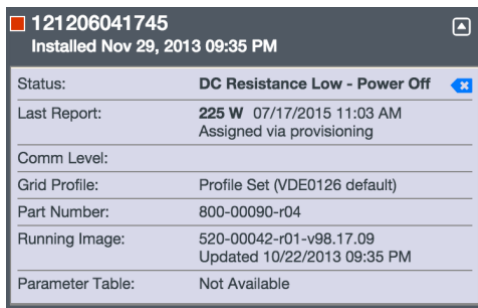 121206041745
Installed Nov 29, 2013 09:35 PM
Status: DC Resistance Low - Power Off
Last Report: 225 W 07/17/2015 11:03 AM
Assigned via provisioning
Comm Level:
Grid Profile: Profile Set (VDE0126 default)
Part Number: 800-00090-r04
Running Image: 520-00042-r01-v98.17.09
Updated 10/22/2013 09:35 PM
Parameter Table: Not Available